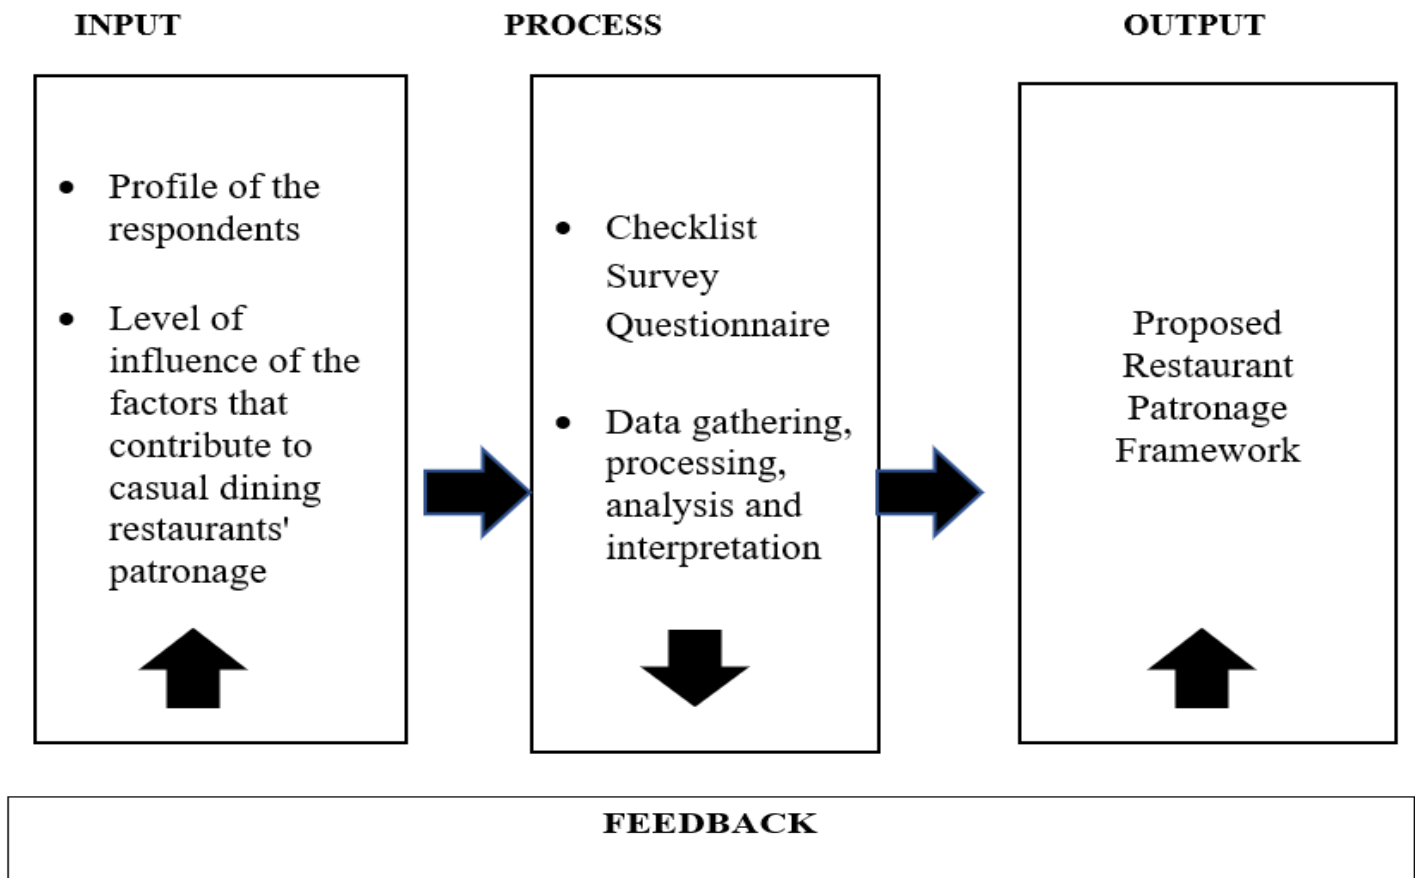 INPUT
PROCESS
OUTPUT
• Profile of the
respondents
• Level of
influence of the
factors that
contribute to
casual dining
restaurants'
patronage
• Checklist
Survey
Questionnaire
• Data gathering,
processing,
analysis and
interpretation
Proposed
Restaurant
Patronage
Framework
FEEDBACK